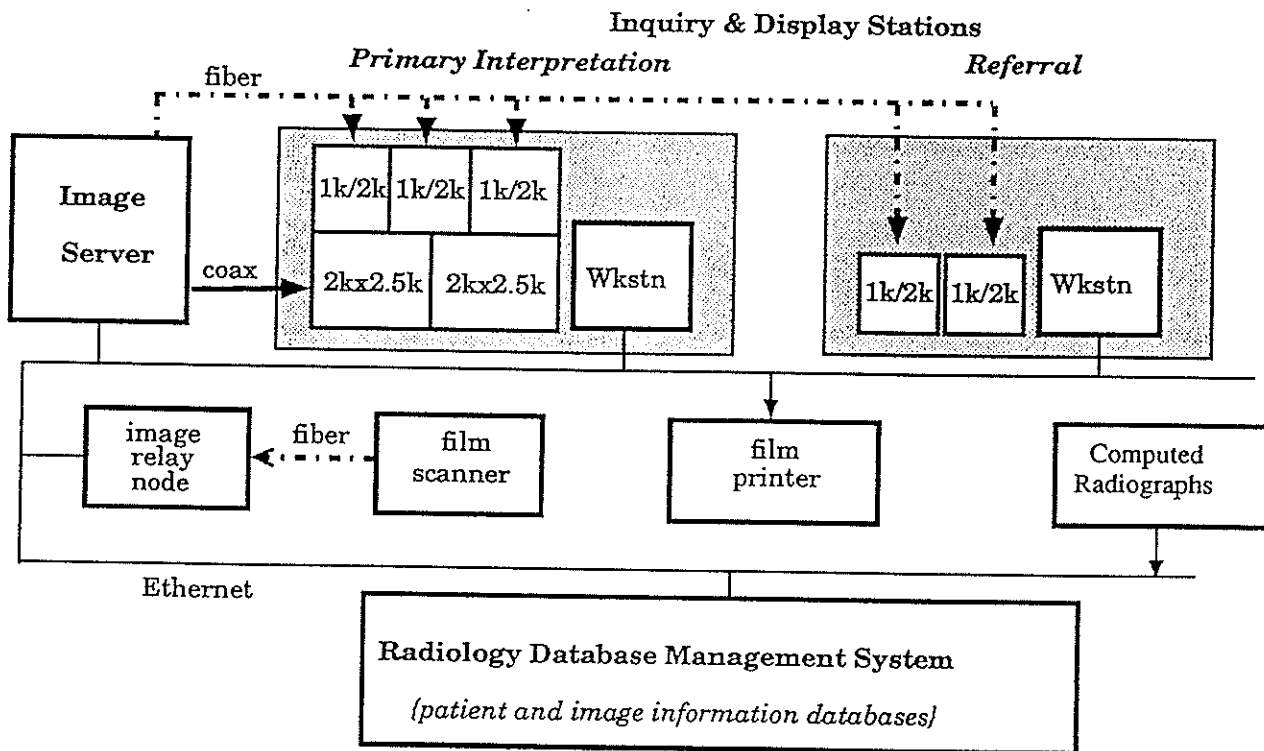 Inquiry & Display Stations
Primary Interpretation
Referral
fiber
Image
Server
1k/2k 1k/2k 1k/2k
2kx2.5k 2kx2.5k
Wkstn
coax
1k/2k 1k/2k
Wkstn
image
relay
node
fiber
film
scanner
film
printer
Computed
Radiographs
Ethernet
Radiology Database Management System
{patient and image information databases}